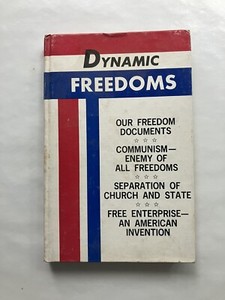 DYNAMIC
FREEDOMS
OUR FREEDOM
DOCUMENTS
☆ ☆ ☆
COMMUNISM—
ENEMY OF
ALL FREEDOMS
☆ ☆ ☆
SEPARATION OF
CHURCH AND STATE
☆ ☆ ☆
FREE ENTERPRISE—
AN AMERICAN
INVENTION